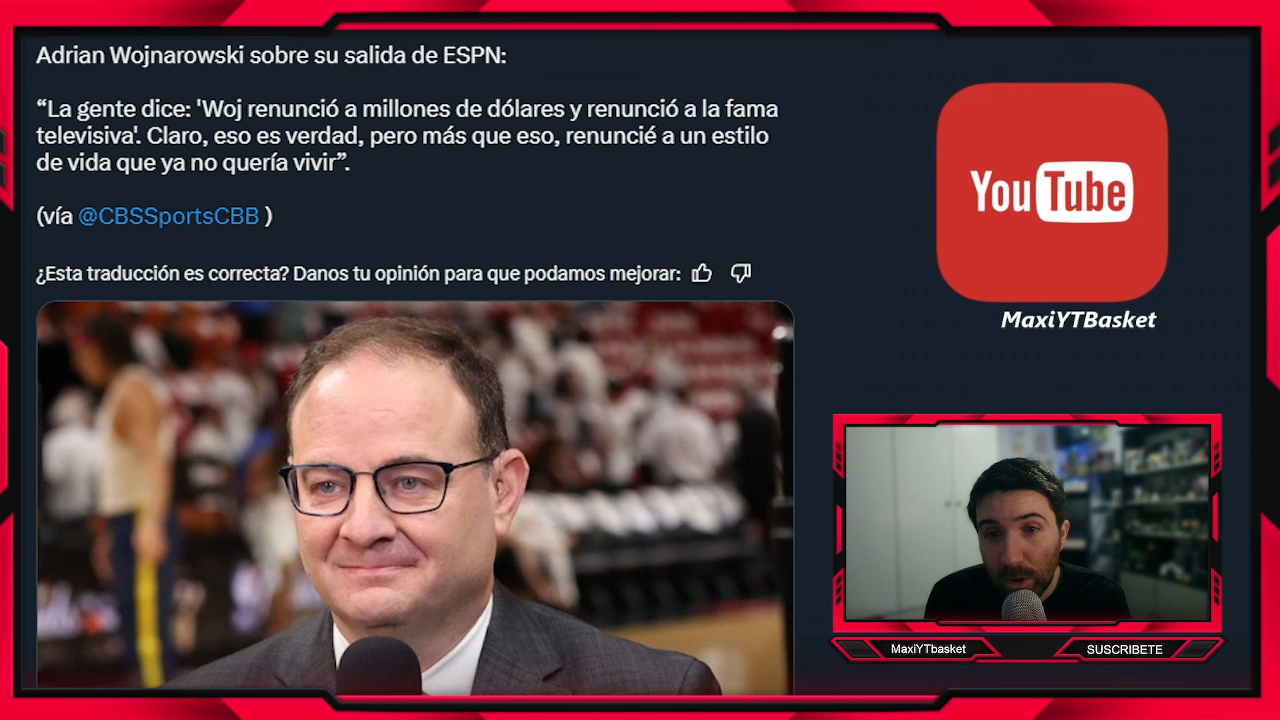 Adrian Wojnarowski sobre su salida de ESPN:
“La gente dice: 'Woj renunció a millones de dólares y renunció a la fama
televisiva'. Claro, eso es verdad, pero más que eso, renuncié a un estilo
de vida que ya no quería vivir”.
(vía @CBSSportsCBB )
¿Esta traducción es correcta? Danos tu opinión para que podamos mejorar:
YouTube
MaxiYTBasket
MaxiYTbasket
SUSCRIBETE